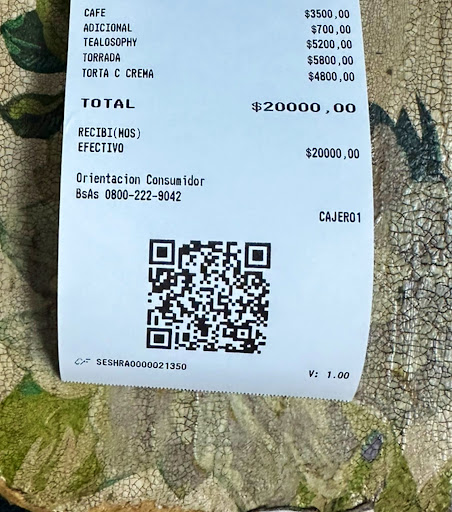 CAFE $3500,00
ADICIONAL $700,00
TEALOSOPHY $5200,00
TORRADA $5800,00
TORTA C CREMA $4800,00
TOTAL $20000,00
RECIBI(MOS)
EFECTIVO $20000,00
Orientacion Consumidor
BsAs 0800-222-9042
CAJERO1
CF SESHRA0000021350
V: 1.00